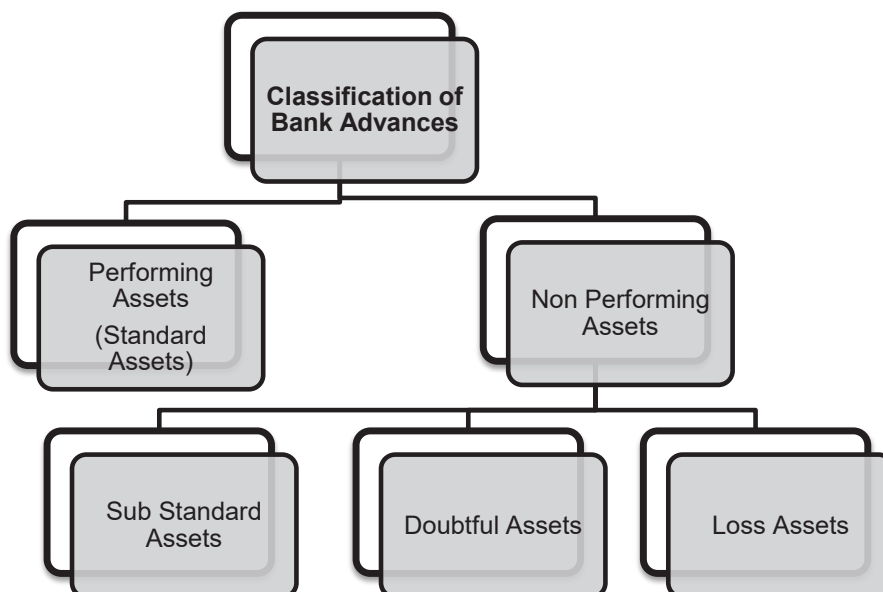 Classification of
Bank Advances
Performing
Assets
(Standard
Assets)
Non Performing
Assets
Sub Standard
Assets
Doubtful Assets
Loss Assets